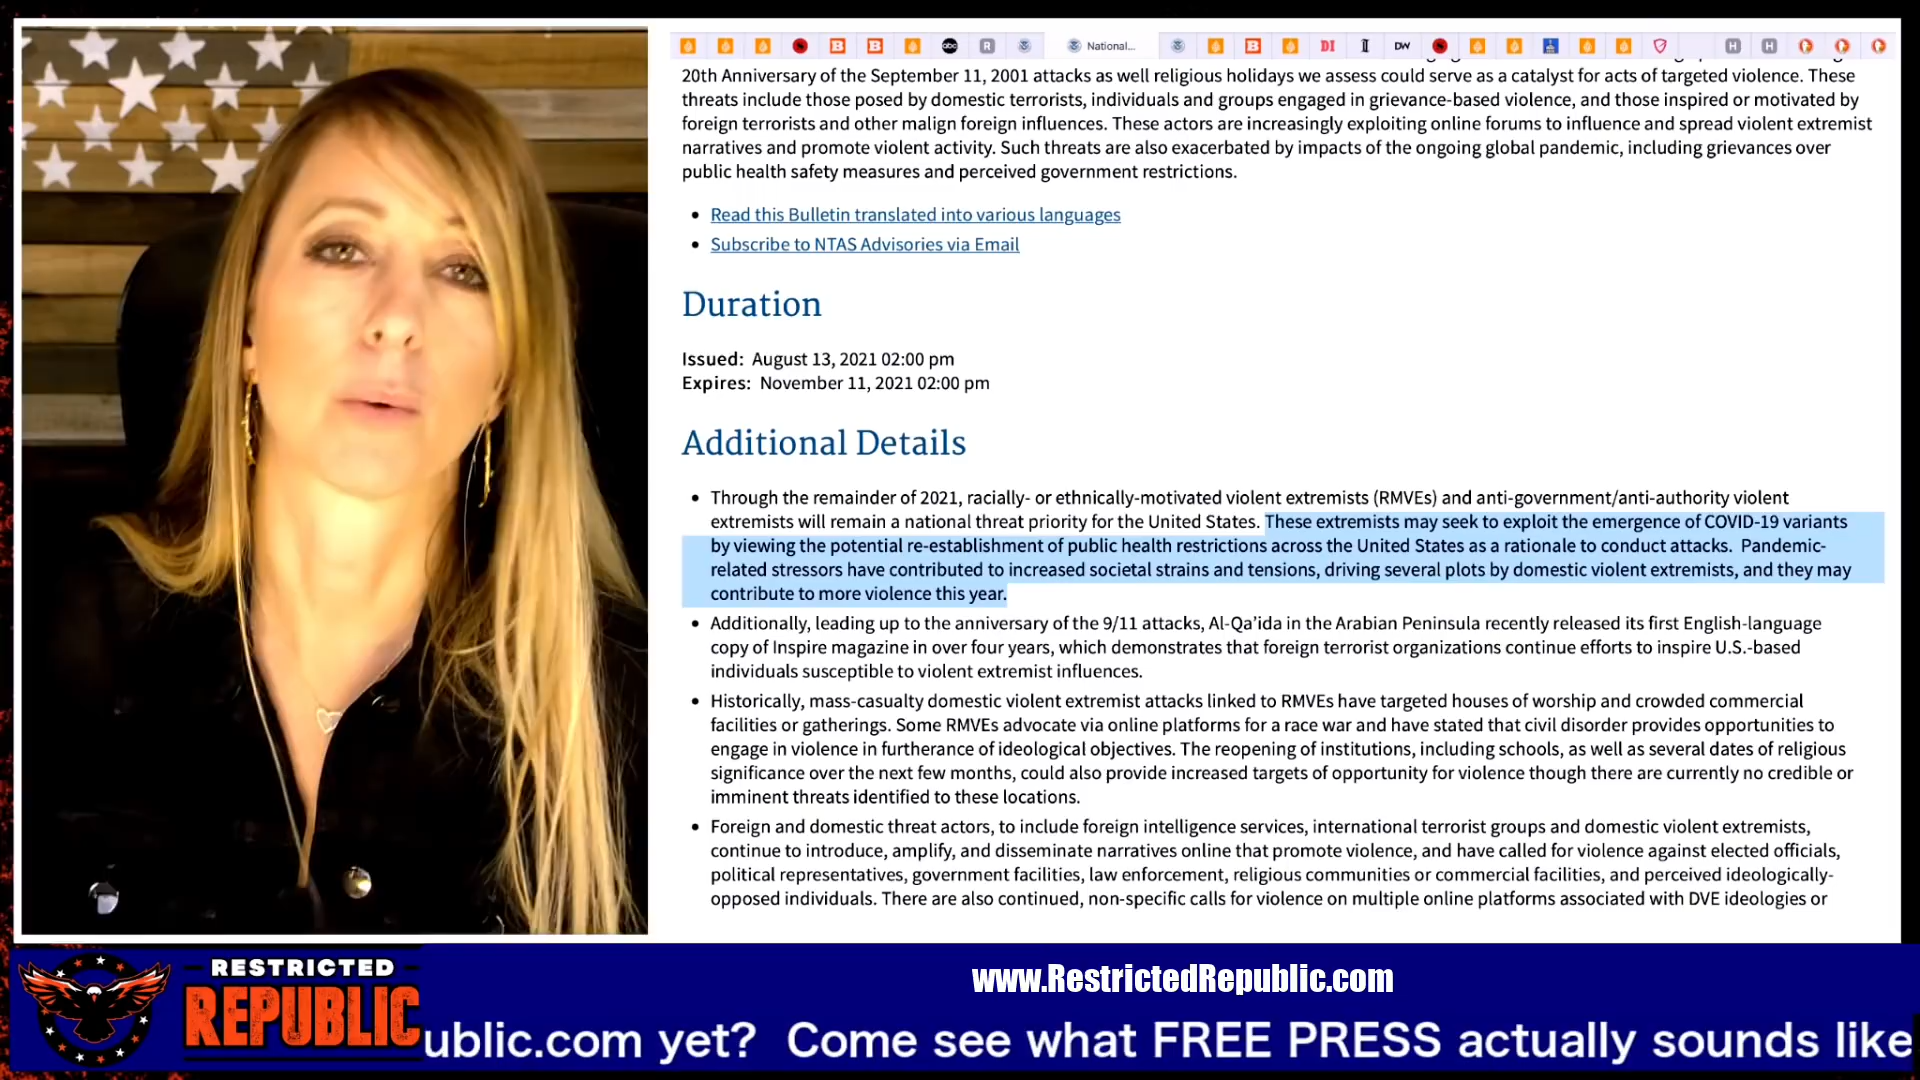 abc
R
National...
B
B
B
DI
I
DW
H
H
20th Anniversary of the September 11, 2001 attacks as well religious holidays we assess could serve as a catalyst for acts of targeted violence. These
threats include those posed by domestic terrorists, individuals and groups engaged in grievance-based violence, and those inspired or motivated by
foreign terrorists and other malign foreign influences. These actors are increasingly exploiting online forums to influence and spread violent extremist
narratives and promote violent activity. Such threats are also exacerbated by impacts of the ongoing global pandemic, including grievances over
public health safety measures and perceived government restrictions.
• Read this Bulletin translated into various languages
• Subscribe to NTAS Advisories via Email
Duration
Issued: August 13, 2021 02:00 pm
Expires: November 11, 2021 02:00 pm
Additional Details
• Through the remainder of 2021, racially- or ethnically-motivated violent extremists (RMVEs) and anti-government/anti-authority violent
extremists will remain a national threat priority for the United States. These extremists may seek to exploit the emergence of COVID-19 variants
by viewing the potential re-establishment of public health restrictions across the United States as a rationale to conduct attacks. Pandemic-
related stressors have contributed to increased societal strains and tensions, driving several plots by domestic violent extremists, and they may
contribute to more violence this year.
• Additionally, leading up to the anniversary of the 9/11 attacks, Al-Qa’ida in the Arabian Peninsula recently released its first English-language
copy of Inspire magazine in over four years, which demonstrates that foreign terrorist organizations continue efforts to inspire U.S.-based
individuals susceptible to violent extremist influences.
• Historically, mass-casualty domestic violent extremist attacks linked to RMVEs have targeted houses of worship and crowded commercial
facilities or gatherings. Some RMVEs advocate via online platforms for a race war and have stated that civil disorder provides opportunities to
engage in violence in furtherance of ideological objectives. The reopening of institutions, including schools, as well as several dates of religious
significance over the next few months, could also provide increased targets of opportunity for violence though there are currently no credible or
imminent threats identified to these locations.
• Foreign and domestic threat actors, to include foreign intelligence services, international terrorist groups and domestic violent extremists,
continue to introduce, amplify, and disseminate narratives online that promote violence, and have called for violence against elected officials,
political representatives, government facilities, law enforcement, religious communities or commercial facilities, and perceived ideologically-
opposed individuals. There are also continued, non-specific calls for violence on multiple online platforms associated with DVE ideologies or
RESTRICTED
REPUBLIC
www.RestrictedRepublic.com
ublic.com yet? Come see what FREE PRESS actually sounds like